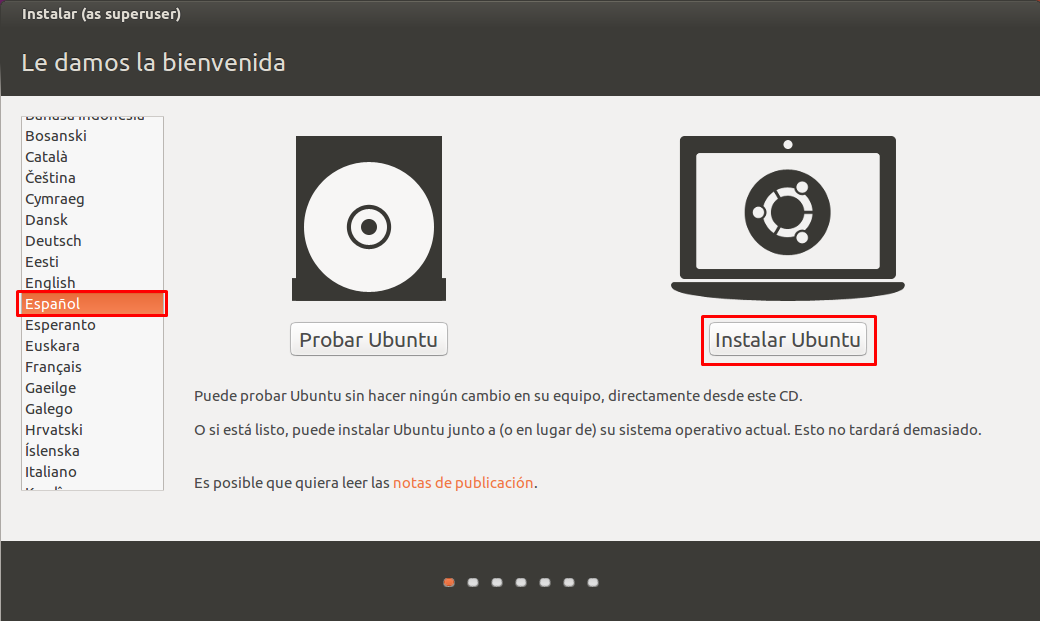 Instalar (as superuser)
Le damos la bienvenida
Bahasa Indonesia
Bosanski
Català
Čeština
Cymraeg
Dansk
Deutsch
Eesti
English
Español
Esperanto
Euskara
Français
Gaeilge
Galego
Hrvatski
Íslenska
Italiano
Probar Ubuntu
Instalar Ubuntu
Puede probar Ubuntu sin hacer ningún cambio en su equipo, directamente desde este CD.
O si está listo, puede instalar Ubuntu junto a (o en lugar de) su sistema operativo actual. Esto no tardará demasiado.
Es posible que quiera leer las notas de publicación.